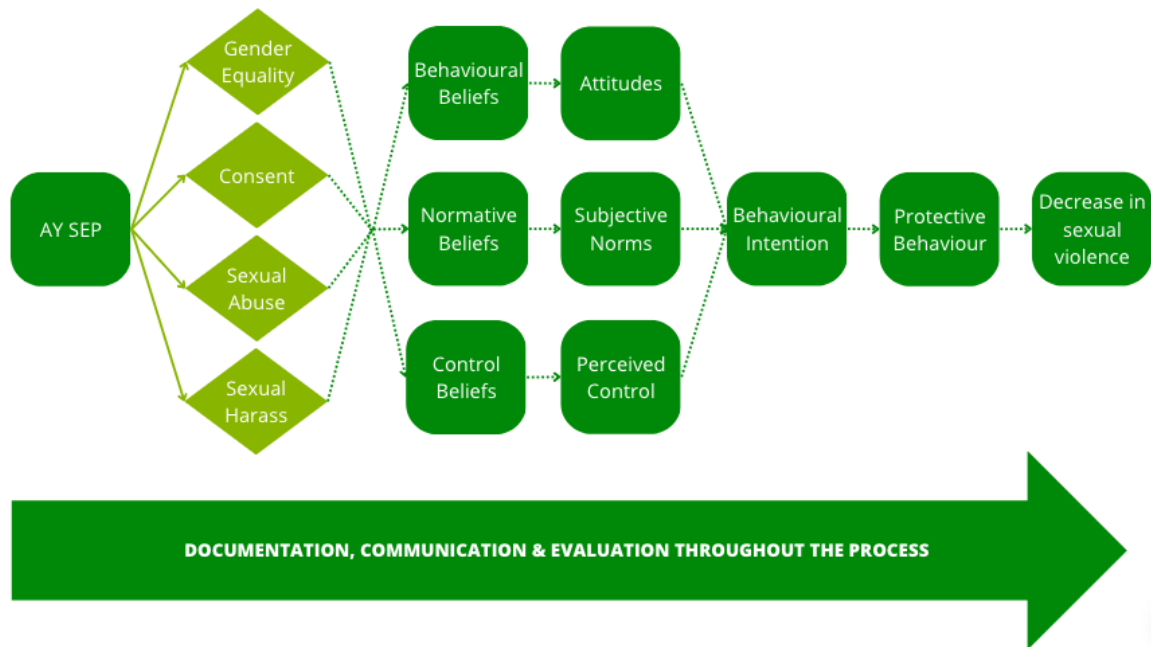 AY SEP
Gender
Equality
Consent
Sexual
Abuse
Sexual
Harass
Behavioural
Beliefs
Attitudes
Normative
Beliefs
Subjective
Norms
Control
Beliefs
Perceived
Control
Behavioural
Intention
Protective
Behaviour
Decrease in
sexual
violence
DOCUMENTATION, COMMUNICATION & EVALUATION THROUGHOUT THE PROCESS